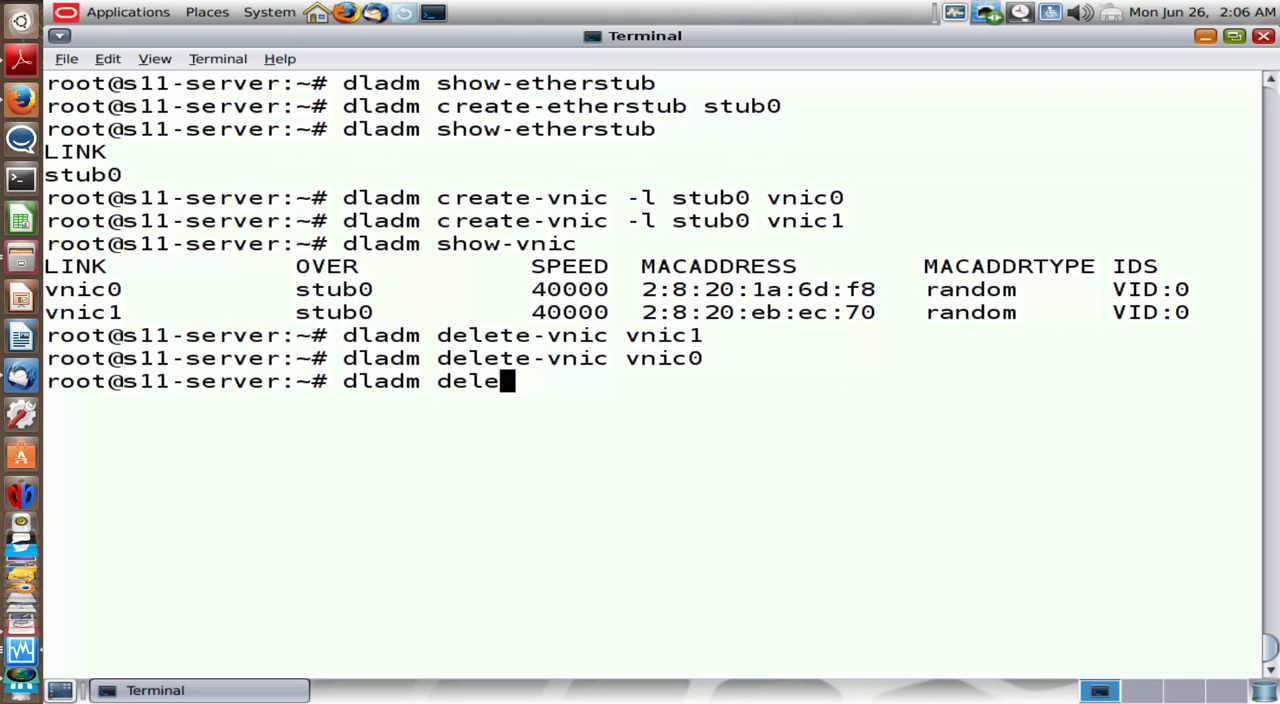 Applications Places System Mon Jun 26, 2:06 AM
Terminal
File Edit View Terminal Help
root@s11-server:~# dladm show-etherstub
root@s11-server:~# dladm create-etherstub stub0
root@s11-server:~# dladm show-etherstub
LINK
stub0
root@s11-server:~# dladm create-vnic -l stub0 vnic0
root@s11-server:~# dladm create-vnic -l stub0 vnic1
root@s11-server:~# dladm show-vnic
LINK OVER SPEED MACADDRESS MACADDRTYPE IDS
vnic0 stub0 40000 2:8:20:1a:6d:f8 random VID:0
vnic1 stub0 40000 2:8:20:eb:ec:70 random VID:0
root@s11-server:~# dladm delete-vnic vnic1
root@s11-server:~# dladm delete-vnic vnic0
root@s11-server:~# dladm dele
Terminal